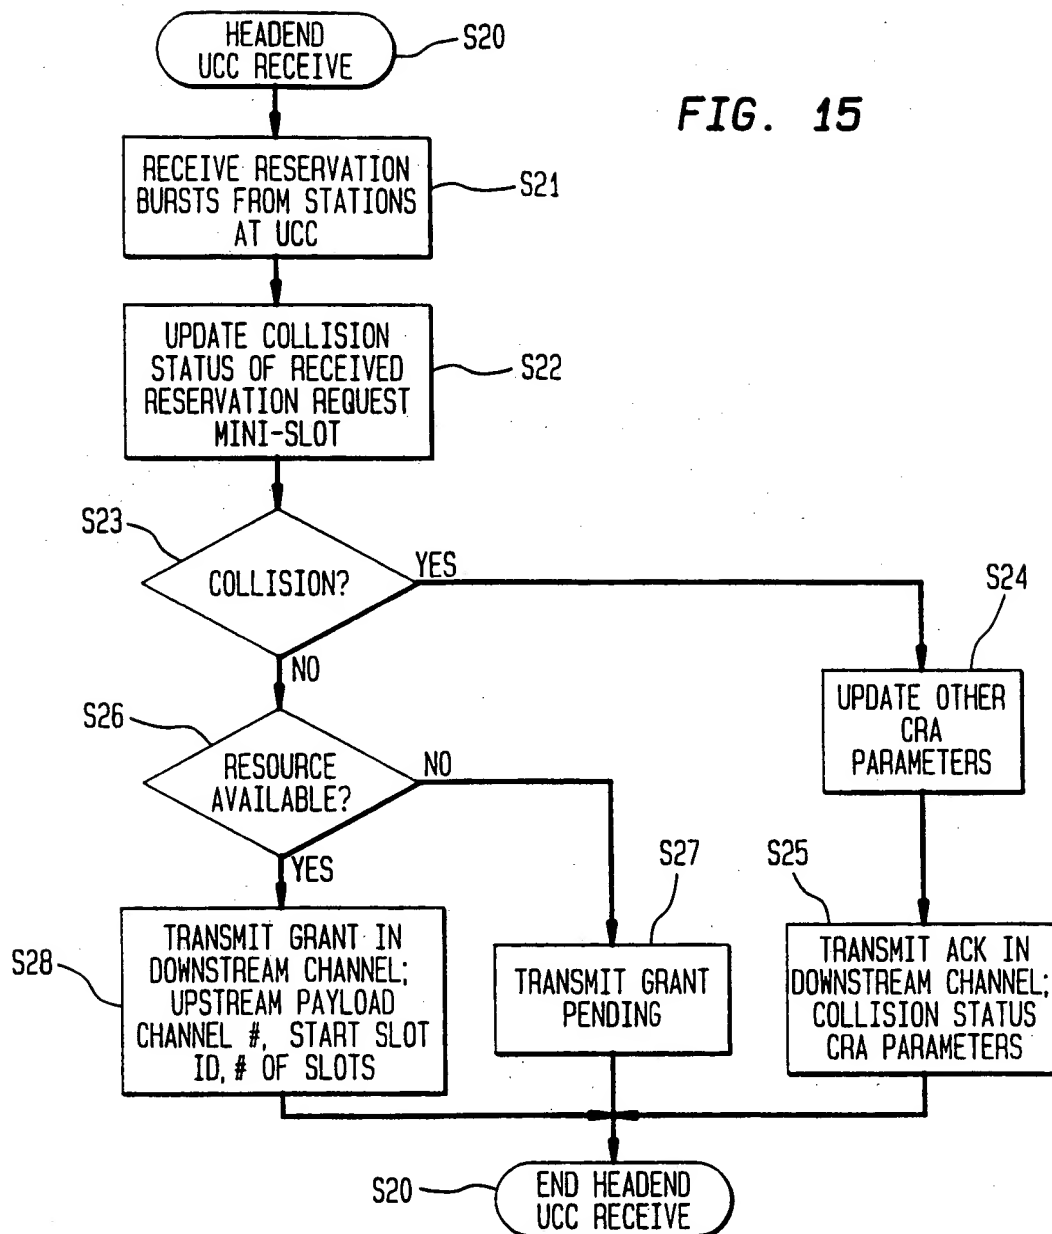 HEADEND
UCC RECEIVE
S20
FIG. 15
RECEIVE RESERVATION
BURSTS FROM STATIONS
AT UCC
S21
UPDATE COLLISION
STATUS OF RECEIVED
RESERVATION REQUEST
MINI-SLOT
S22
S23
COLLISION?
YES
NO
S24
UPDATE OTHER
CRA
PARAMETERS
S26
RESOURCE
AVAILABLE?
NO
YES
S27
S25
S28
TRANSMIT GRANT IN
DOWNSTREAM CHANNEL;
UPSTREAM PAYLOAD
CHANNEL #, START SLOT
ID, # OF SLOTS
TRANSMIT GRANT
PENDING
TRANSMIT ACK IN
DOWNSTREAM CHANNEL;
COLLISION STATUS
CRA PARAMETERS
S20
END HEADEND
UCC RECEIVE